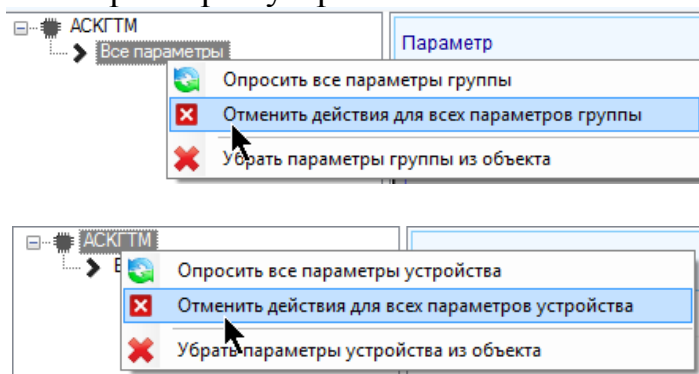 АСКГТМ
Все параметры
Параметр
Опросить все параметры группы
Отменить действия для всех параметров группы
Убрать параметры группы из объекта
АСКГТМ
Опросить все параметры устройства
Отменить действия для всех параметров устройства
Убрать параметры устройства из объекта